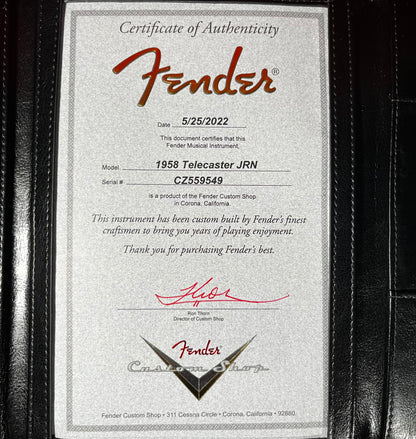 Certificate of Authenticity
Fender®
Date 5/25/2022
This document certifies that this
Fender Musical Instrument.
Model 1958 Telecaster JRN
Serial # CZ559549
is a product of the Fender Custom Shop
in Corona, California.
This instrument has been custom built by Fender's finest
craftsmen to bring you years of playing enjoyment.
Thank you for purchasing Fender's best.
Ron Thorn
Director of Custom Shop
Fender
Custom Shop
Fender Custom Shop • 311 Cessna Circle • Corona, California • 92880